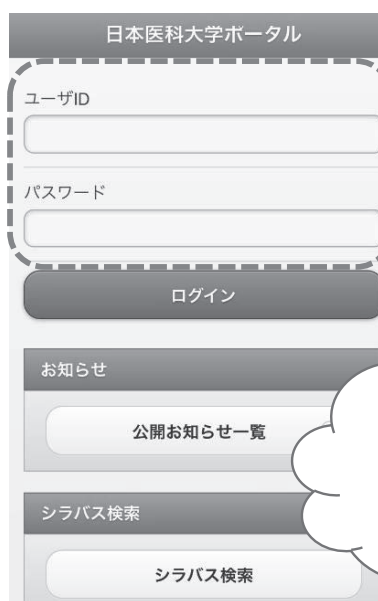 日本医科大学ポータル
ユーザID
パスワード
ログイン
お知らせ
公開お知らせ一覧
シラバス検索
シラバス検索